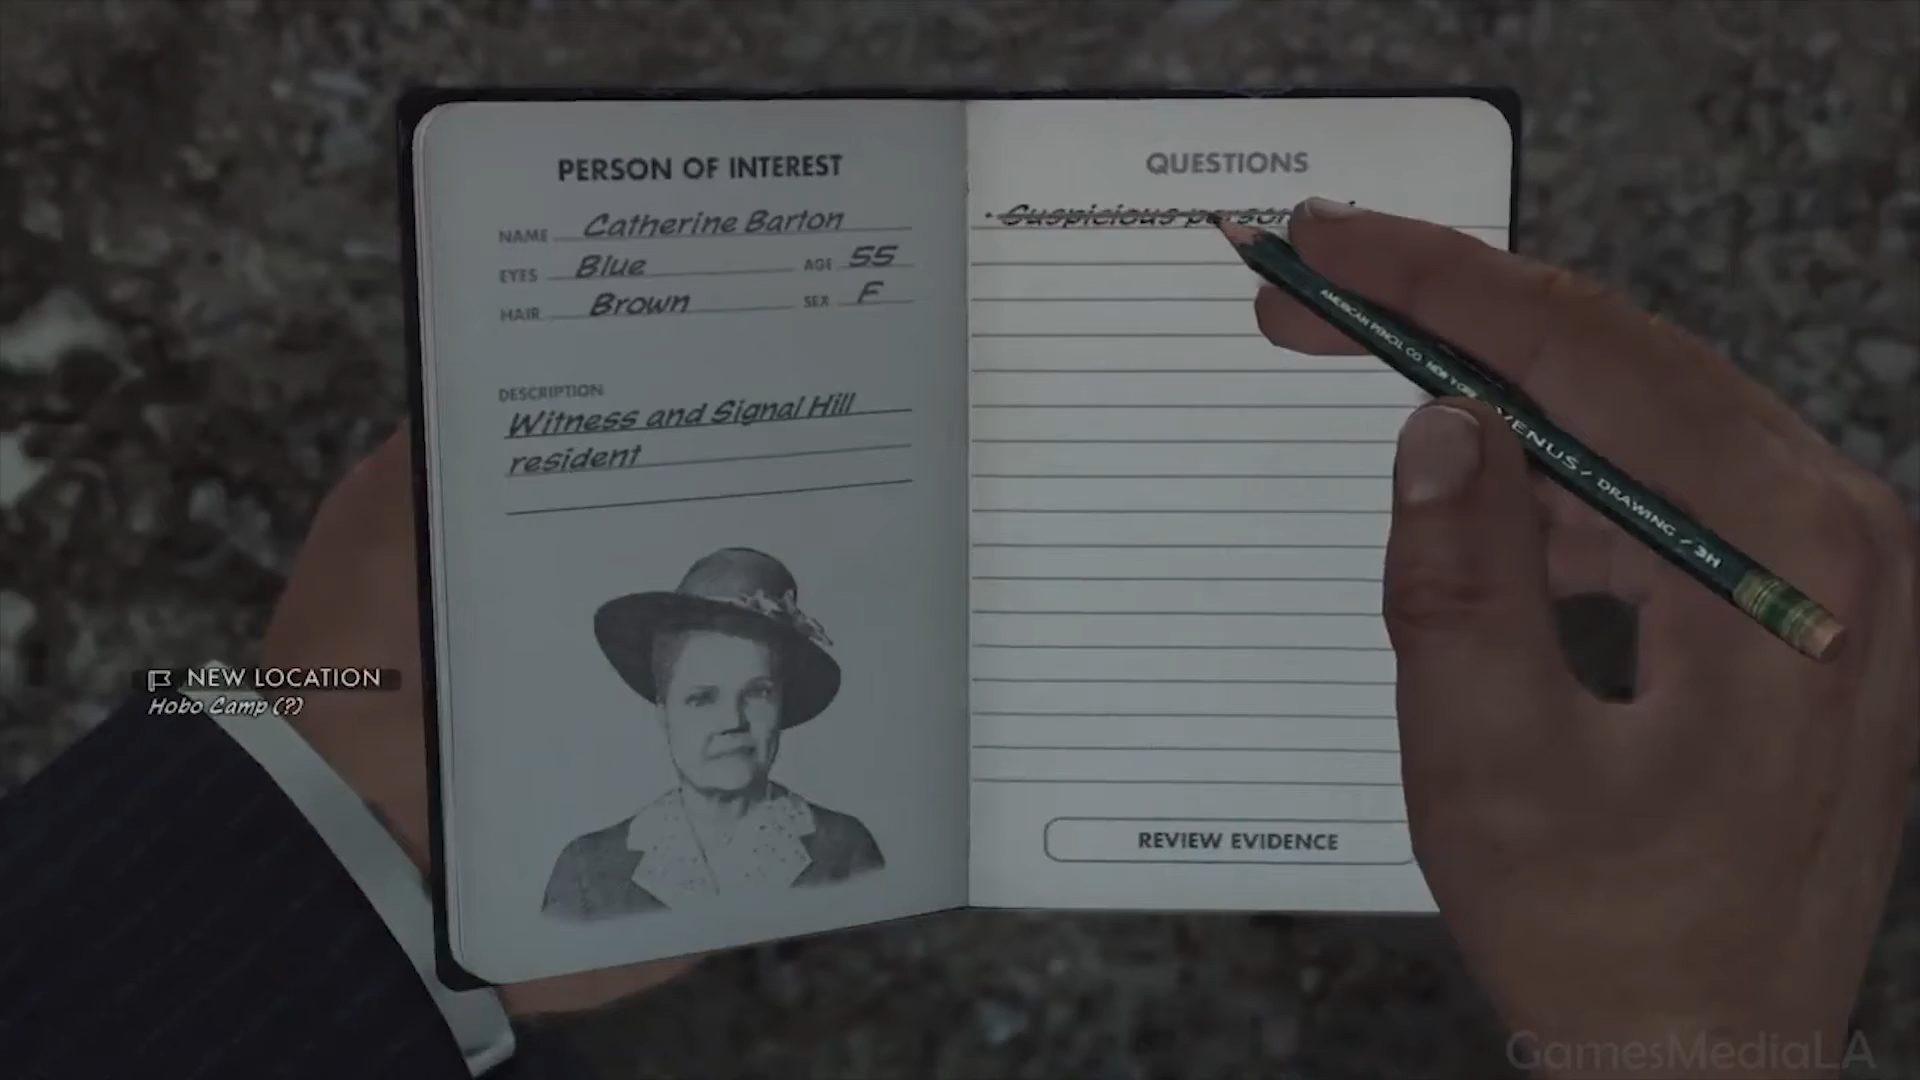 PERSON OF INTEREST
NAME Catherine Barton
EYES Blue AGE 55
HAIR Brown SEX F
DESCRIPTION
Witness and Signal Hill
resident
QUESTIONS
• Suspicious
REVIEW EVIDENCE
AMERICAN PENCIL CO. NEW YORK VENUS / DRAWING / 3H
NEW LOCATION
Hobo Camp (?)
GamesMediaLA